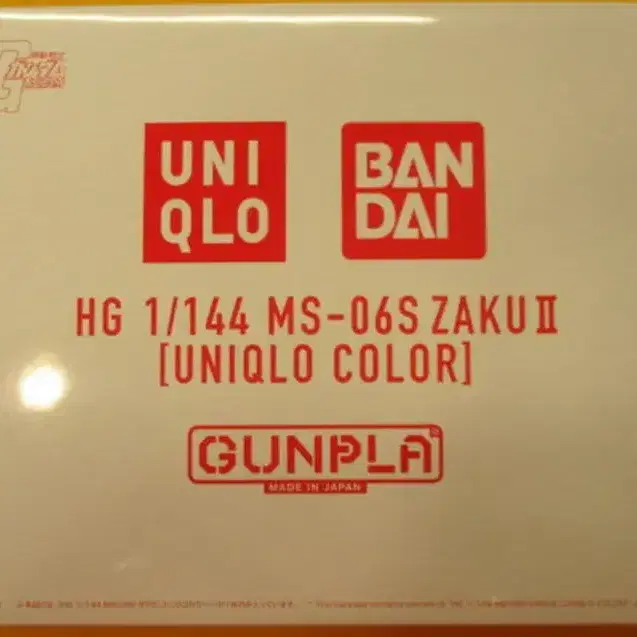 UNI
QLO
BAN
DAI
HG 1/144 MS-06S ZAKU II
[UNIQLO COLOR]
GUNPLA
MADE IN JAPAN